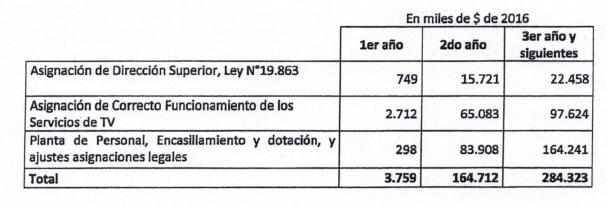 En miles de $ de 2016
1er año 2do año 3er año y siguientes
Asignación de Dirección Superior, Ley N°19.863 749 15.721 22.458
Asignación de Correcto Funcionamiento de los
Servicios de TV 2.712 65.083 97.624
Planta de Personal, Encasillamiento y dotación, y
ajustes asignaciones legales 298 83.908 164.241
Total 3.759 164.712 284.323